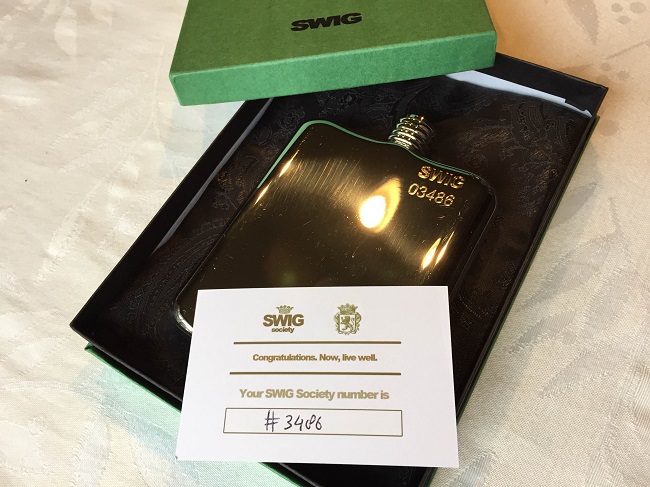 SWIG
SWIG
03486
SWIG
society
Congratulations. Now, live well.
Your SWIG Society number is
#3486